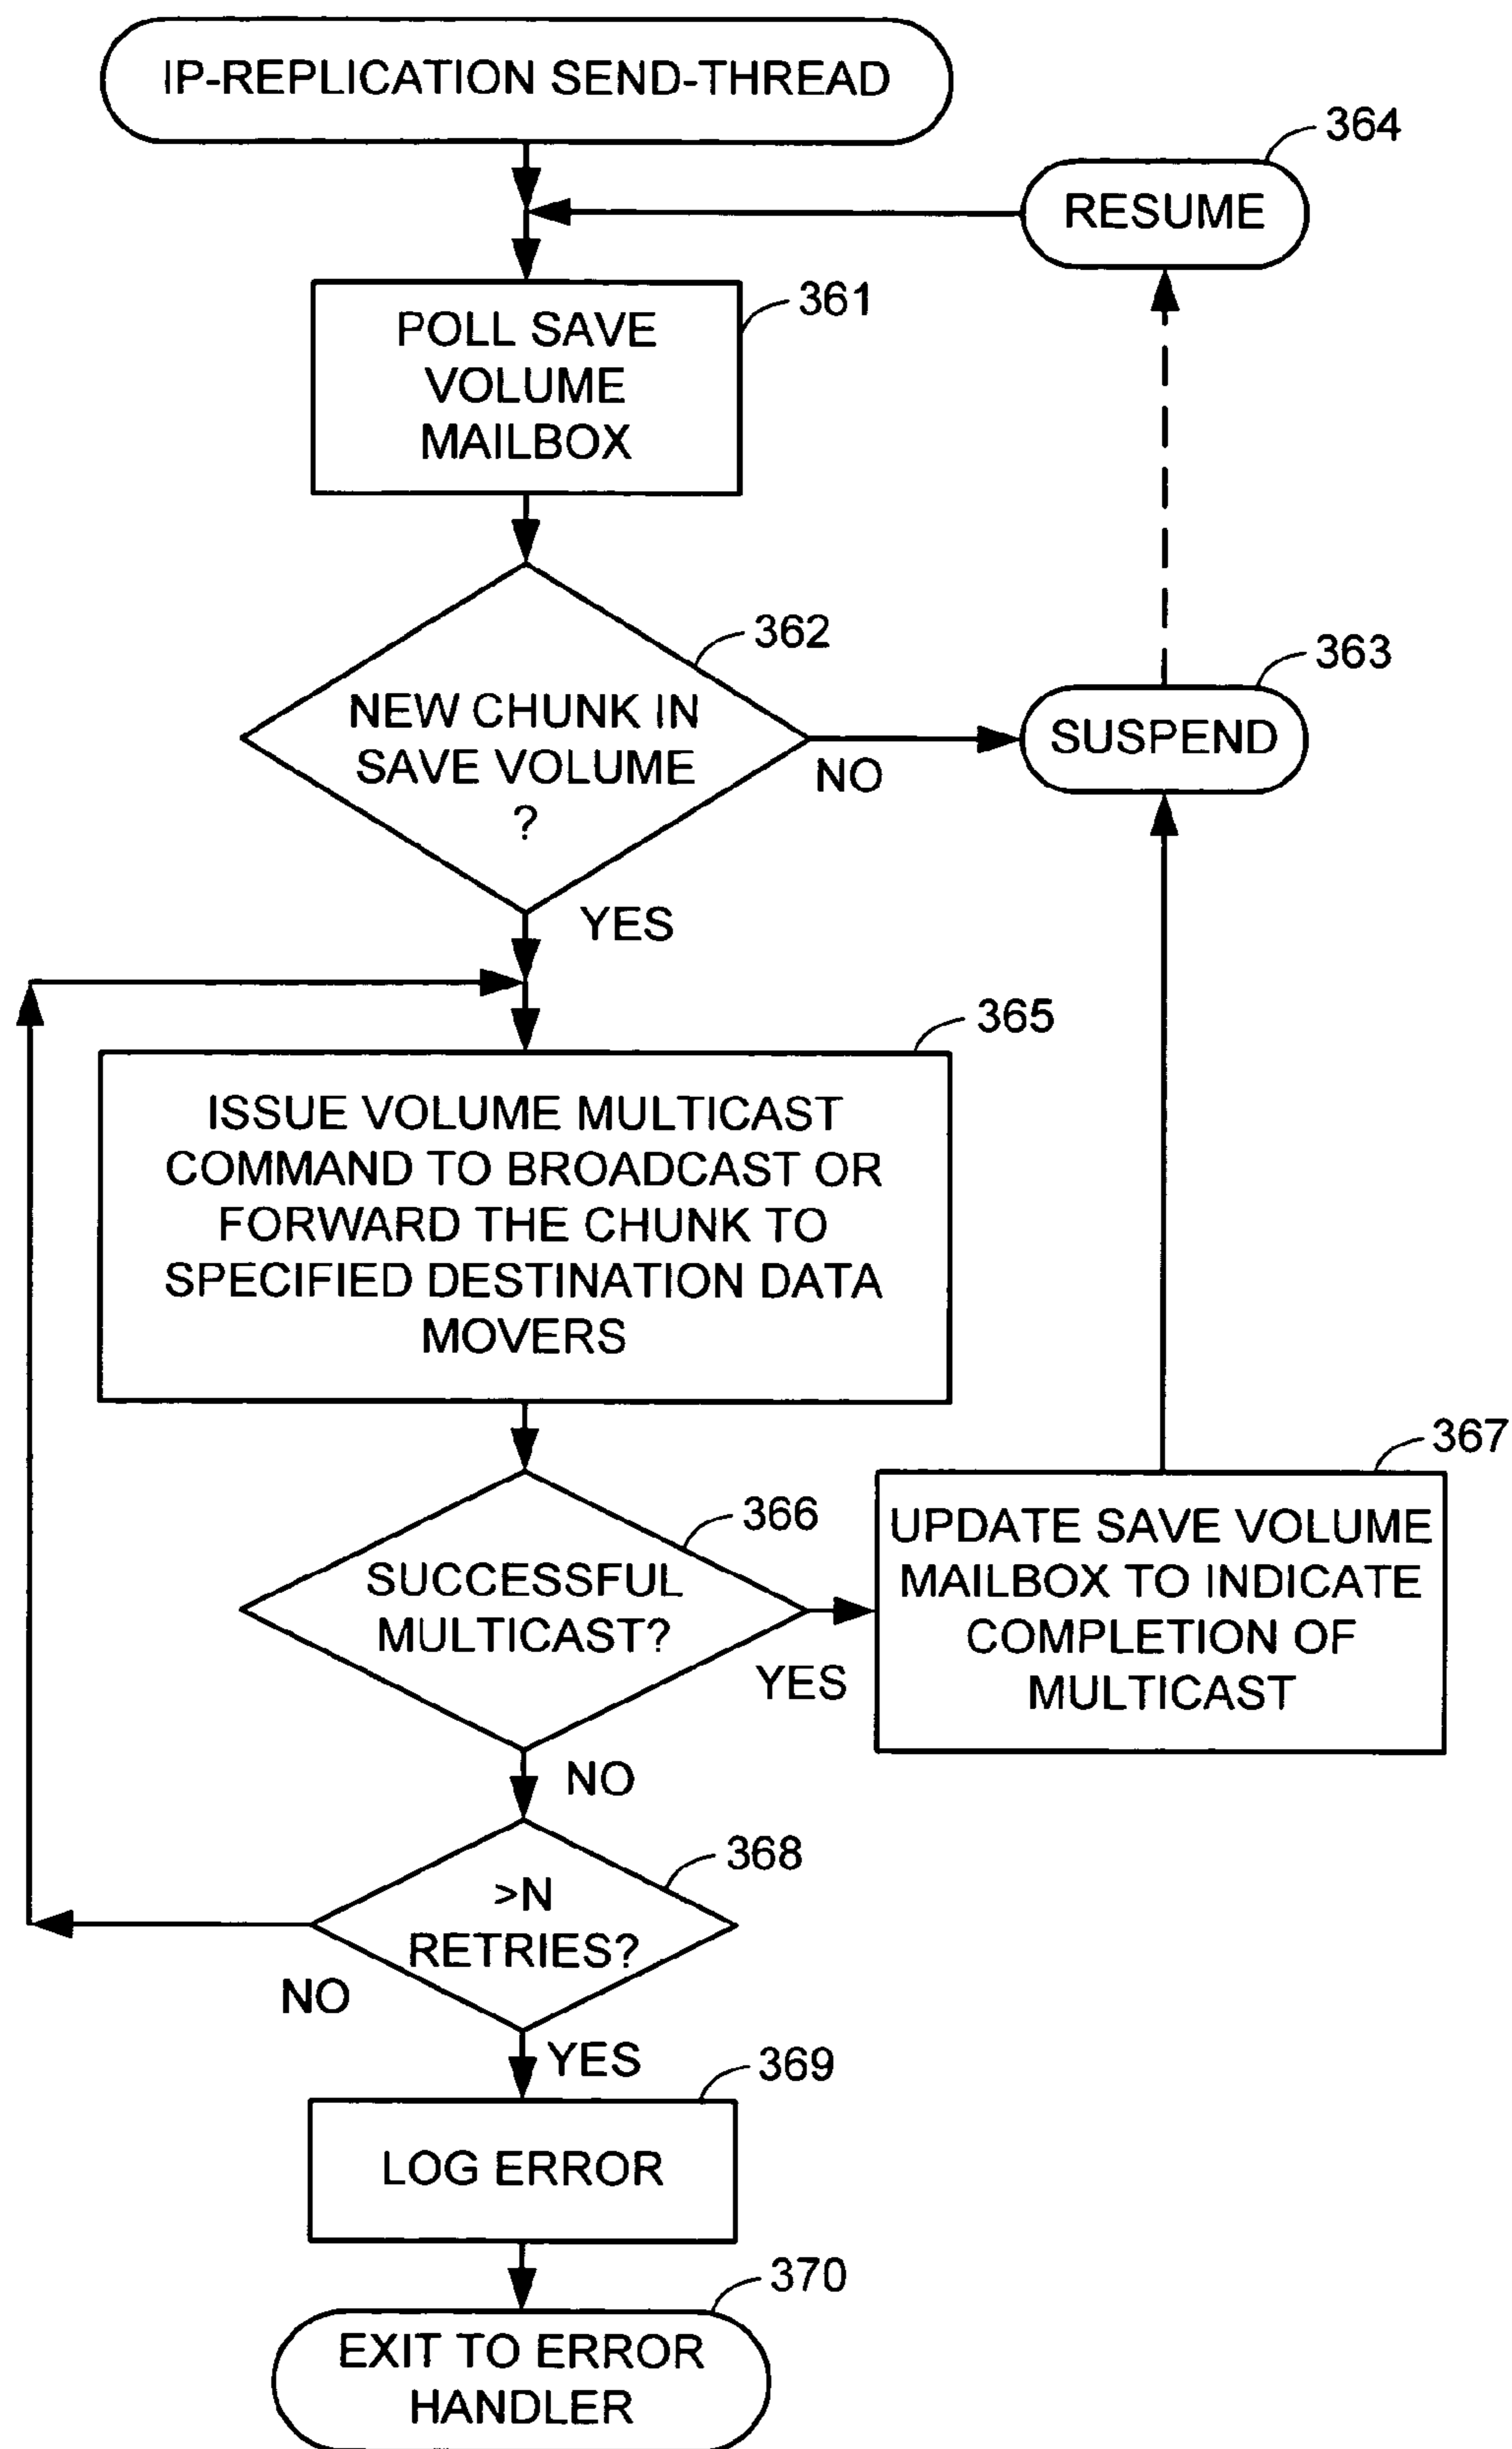 IP-REPLICATION SEND-THREAD
364
RESUME
361
POLL SAVE
VOLUME
MAILBOX
362
NEW CHUNK IN
SAVE VOLUME
?
NO
363
SUSPEND
YES
365
ISSUE VOLUME MULTICAST
COMMAND TO BROADCAST OR
FORWARD THE CHUNK TO
SPECIFIED DESTINATION DATA
MOVERS
366
SUCCESSFUL
MULTICAST?
YES
367
UPDATE SAVE VOLUME
MAILBOX TO INDICATE
COMPLETION OF
MULTICAST
NO
368
>N
RETRIES?
NO
YES
369
LOG ERROR
370
EXIT TO ERROR
HANDLER